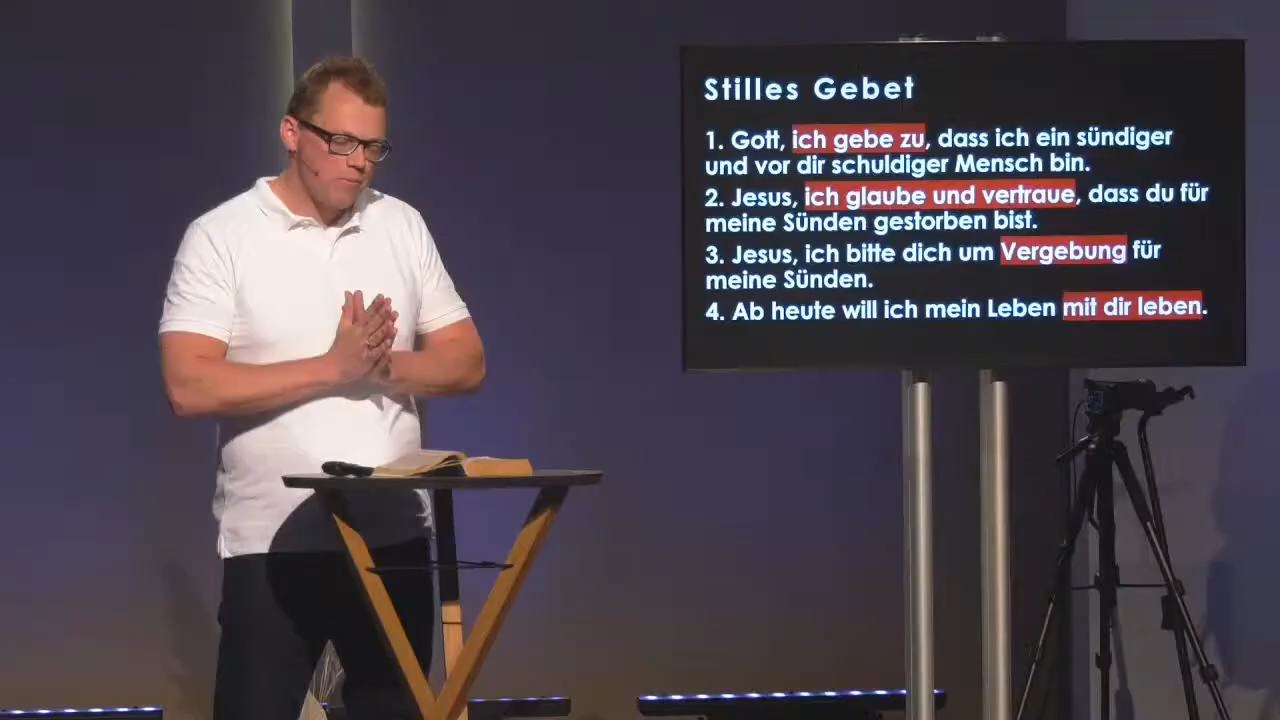 Stilles Gebet
1. Gott, ich gebe zu, dass ich ein sündiger
und vor dir schuldiger Mensch bin.
2. Jesus, ich glaube und vertraue, dass du für
meine Sünden gestorben bist.
3. Jesus, ich bitte dich um Vergebung für
meine Sünden.
4. Ab heute will ich mein Leben mit dir leben.